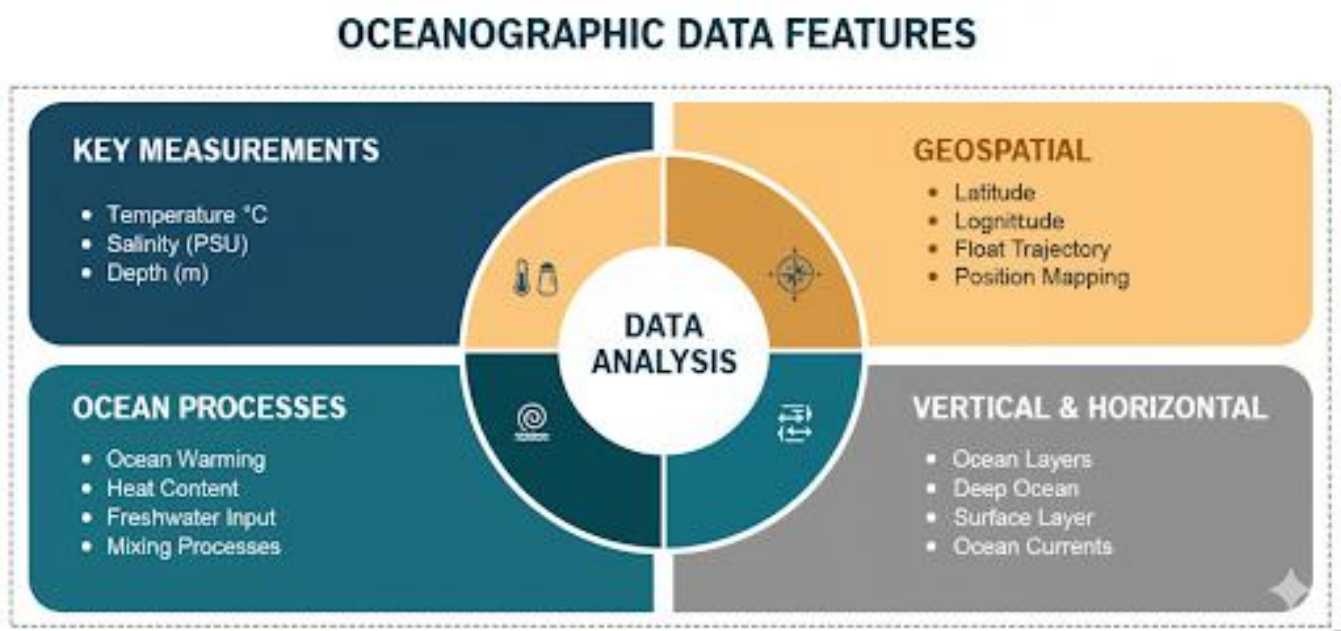 OCEANOGRAPHIC DATA FEATURES
KEY MEASUREMENTS
• Temperature °C
• Salinity (PSU)
• Depth (m)
GEOSPATIAL
• Latitude
• Lognittude
• Float Trajectory
• Position Mapping
DATA
ANALYSIS
OCEAN PROCESSES
• Ocean Warming
• Heat Content
• Freshwater Input
• Mixing Processes
VERTICAL & HORIZONTAL
• Ocean Layers
• Deep Ocean
• Surface Layer
• Ocean Currents